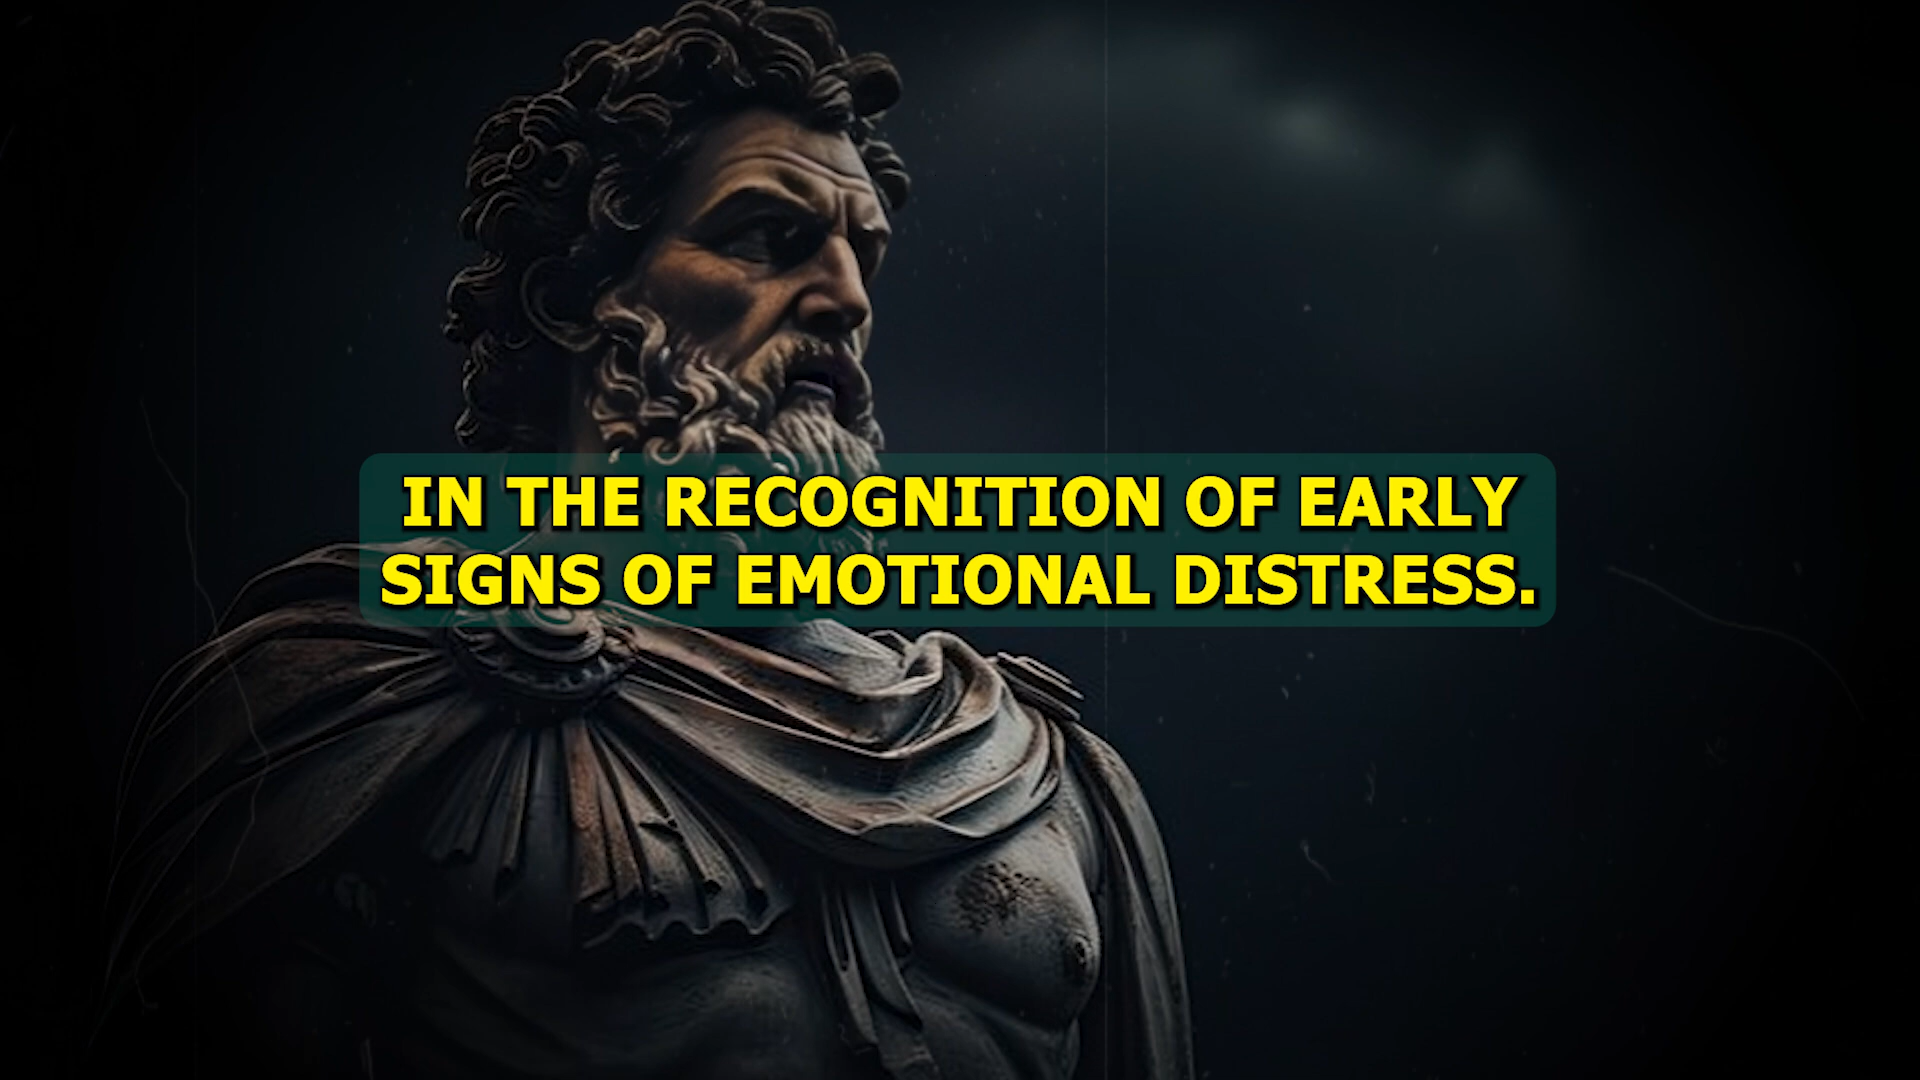 IN THE RECOGNITION OF EARLY
SIGNS OF EMOTIONAL DISTRESS.